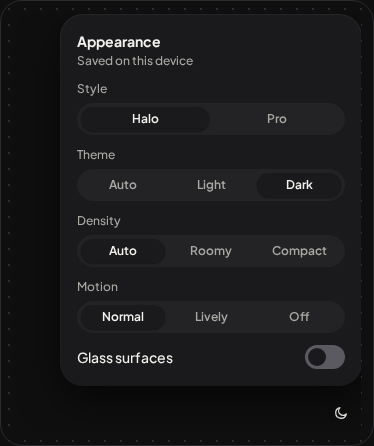 Appearance
Saved on this device
Style
Halo Pro
Theme
Auto Light Dark
Density
Auto Roomy Compact
Motion
Normal Lively Off
Glass surfaces